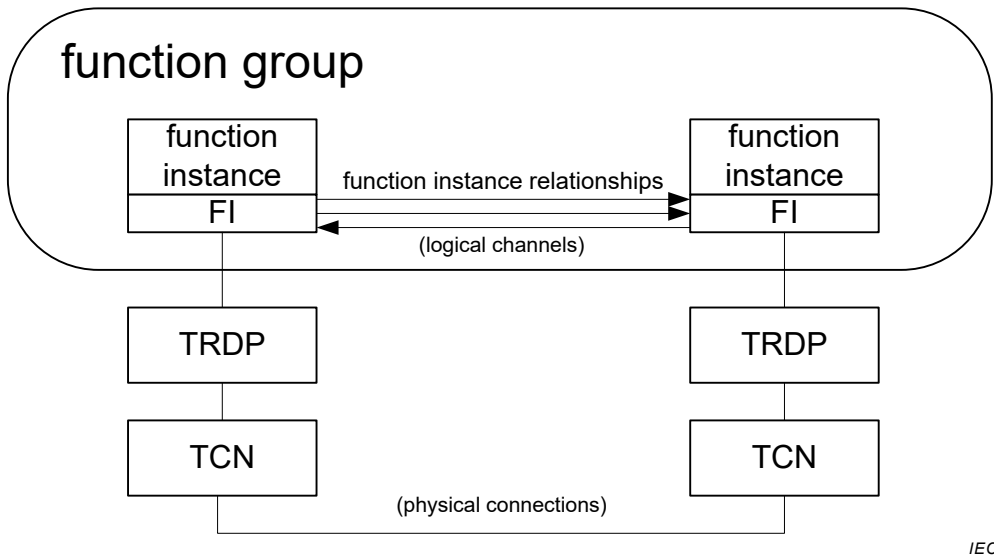 function group
function
instance
FI
function instance relationships
(logical channels)
function
instance
FI
TRDP
TRDP
TCN
TCN
(physical connections)
IEC